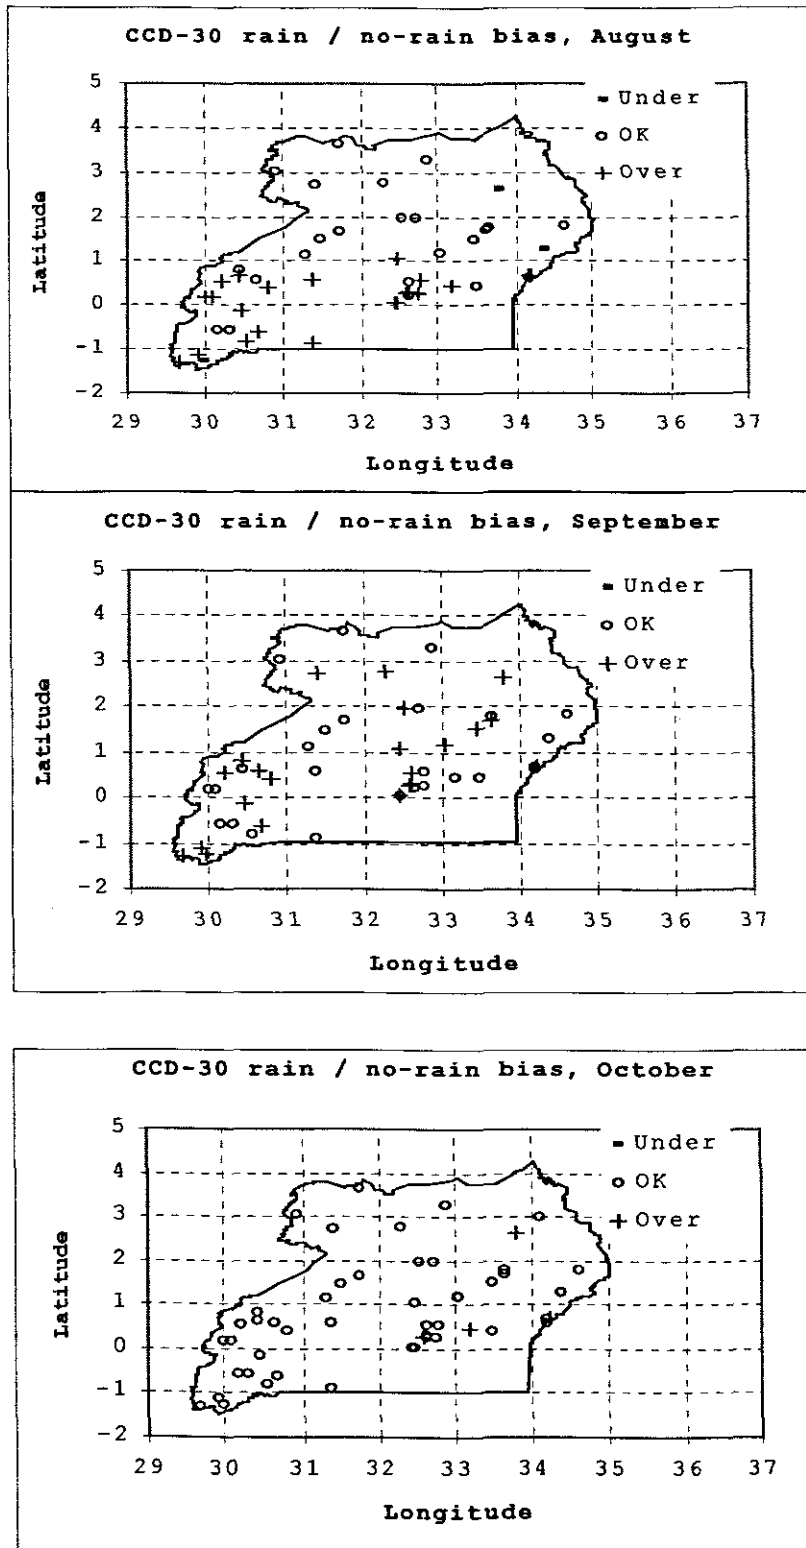 CCD-30 rain / no-rain bias, August
5
4
3
2
1
0
-1
-2
Latitude
Under
OK
Over
29 30 31 32 33 34 35 36 37
Longitude
CCD-30 rain / no-rain bias, September
5
4
3
2
1
0
-1
-2
Latitude
Under
OK
Over
29 30 31 32 33 34 35 36 37
Longitude
CCD-30 rain / no-rain bias, October
5
4
3
2
1
0
-1
-2
Latitude
Under
OK
Over
29 30 31 32 33 34 35 36 37
Longitude